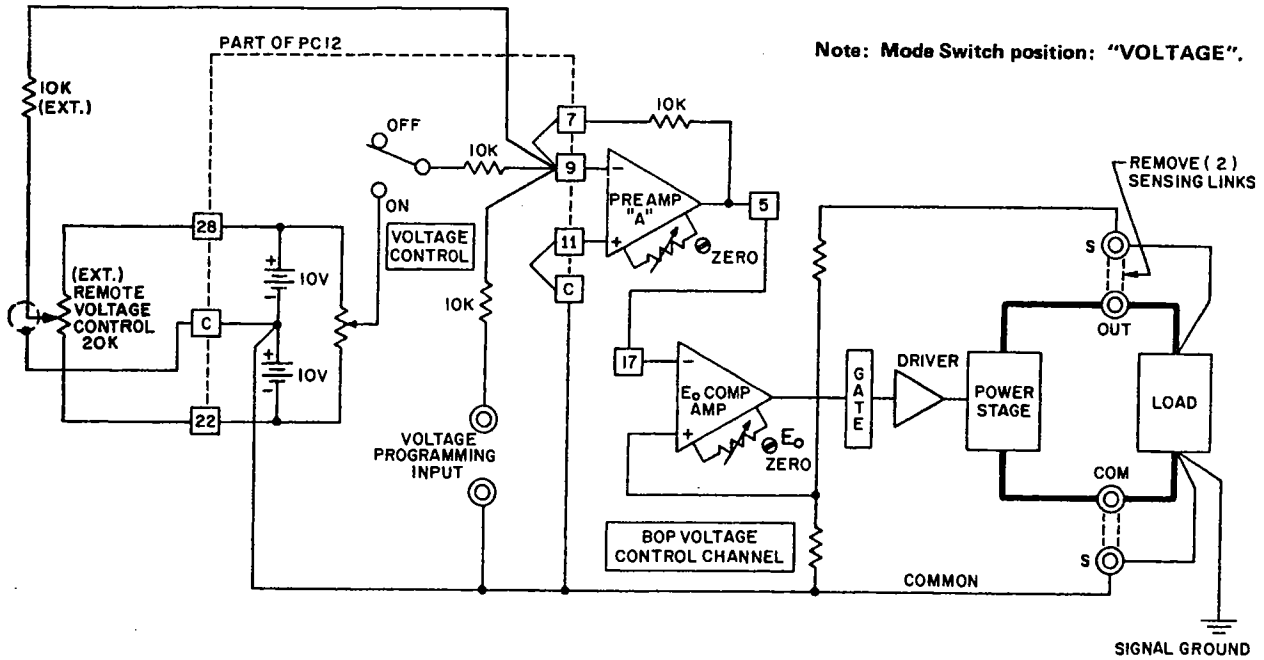 PART OF PC12
Note: Mode Switch position: "VOLTAGE".
10K
(EXT.)
7
10K
OFF
10K
9
−
PREAMP
"A"
5
REMOVE (2)
SENSING LINKS
ON
28
VOLTAGE
CONTROL
11
+
ZERO
S
C
+
10V
-
(EXT.)
REMOTE
VOLTAGE
CONTROL
20K
C
10K
OUT
17
−
+
10V
-
E₀ COMP
AMP
GATE
DRIVER
POWER
STAGE
LOAD
22
+
E₀
ZERO
VOLTAGE
PROGRAMMING
INPUT
COM
BOP VOLTAGE
CONTROL CHANNEL
S
COMMON
SIGNAL GROUND